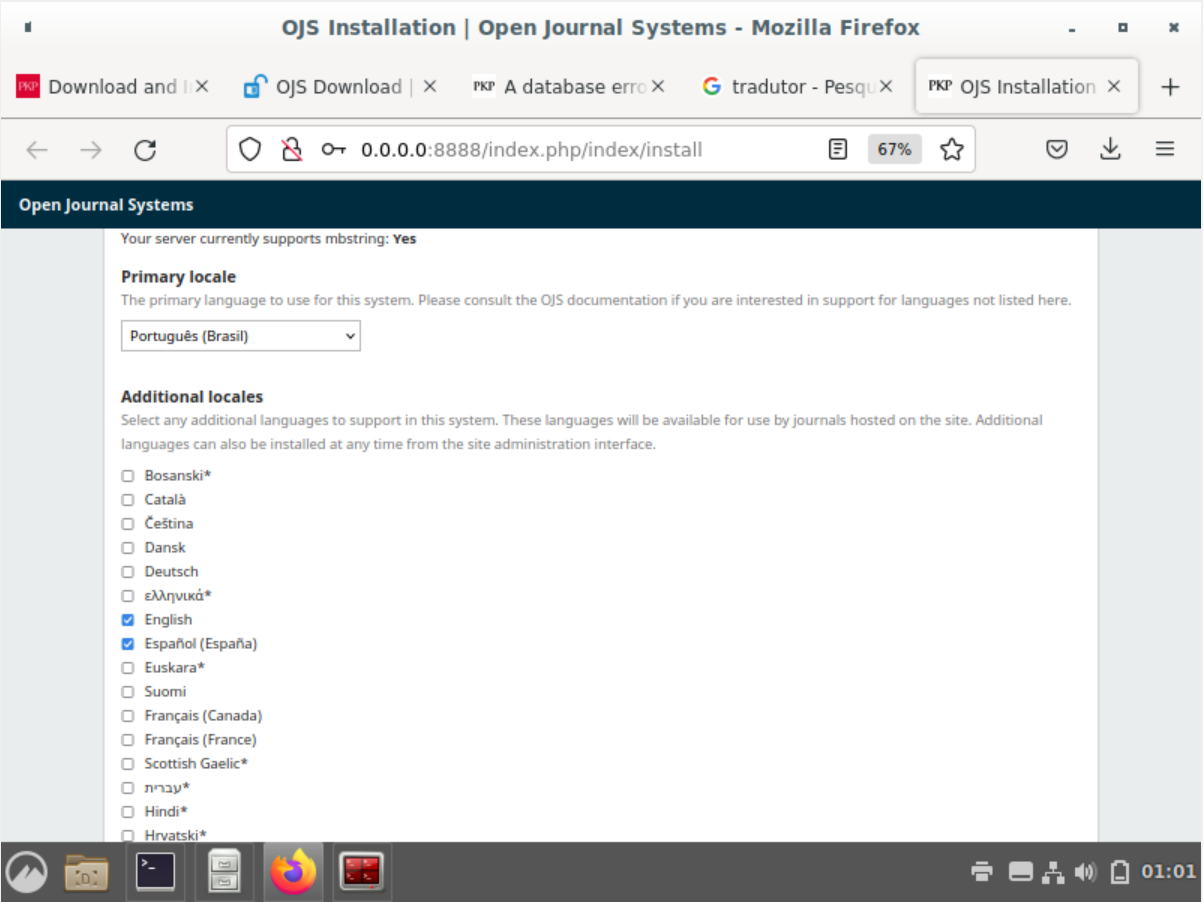 OJS Installation | Open Journal Systems - Mozilla Firefox
PKP Download and I
OJS Download |
PKP A database erro
G tradutor - Pesqu
PKP OJS Installation
0.0.0.0:8888/index.php/index/install
67%
Open Journal Systems
Your server currently supports mbstring: Yes
Primary locale
The primary language to use for this system. Please consult the OJS documentation if you are interested in support for languages not listed here.
Português (Brasil)
Additional locales
Select any additional languages to support in this system. These languages will be available for use by journals hosted on the site. Additional
languages can also be installed at any time from the site administration interface.
Bosanski*
Català
Čeština
Dansk
Deutsch
ελληνικά*
English
Español (España)
Euskara*
Suomi
Français (Canada)
Français (France)
Scottish Gaelic*
עברית*
Hindi*
Hrvatski*
01:01